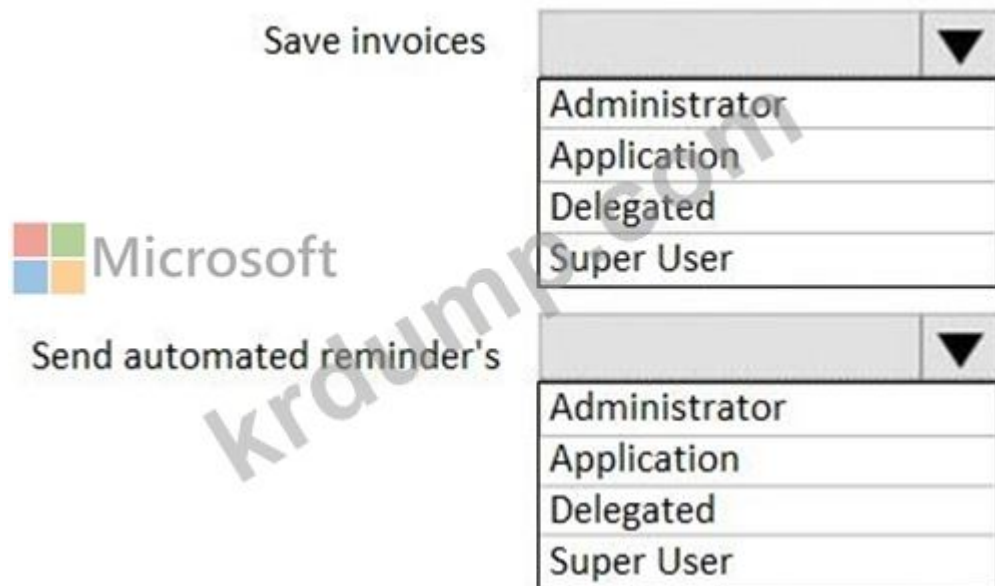 Save invoices
Administrator
Application
Delegated
Super User
Microsoft
Send automated reminder's
Administrator
Application
Delegated
Super User
krdump.com